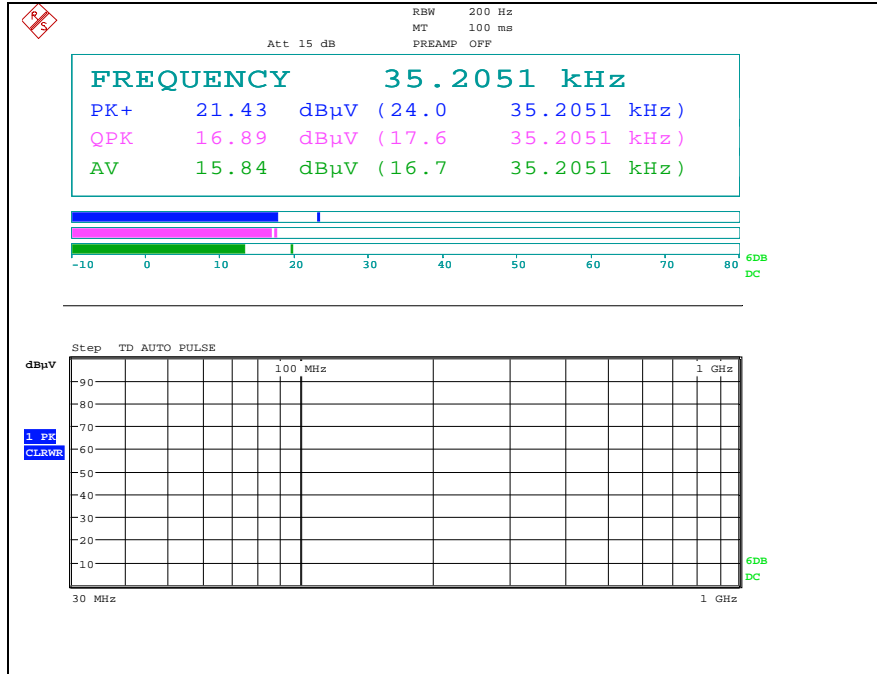 R S
RBW 200 Hz
MT 100 ms
Att 15 dB PREAMP OFF
FREQUENCY 35.2051 kHz
PK+ 21.43 dBµV (24.0 35.2051 kHz)
QPK 16.89 dBµV (17.6 35.2051 kHz)
AV 15.84 dBµV (16.7 35.2051 kHz)
-10 0 10 20 30 40 50 60 70 80
6DB
DC
Step TD AUTO PULSE
dBµV
100 MHz 1 GHz
90
80
70
1 PK
CLRWR
60
50
40
30
20
10
6DB
DC
30 MHz 1 GHz